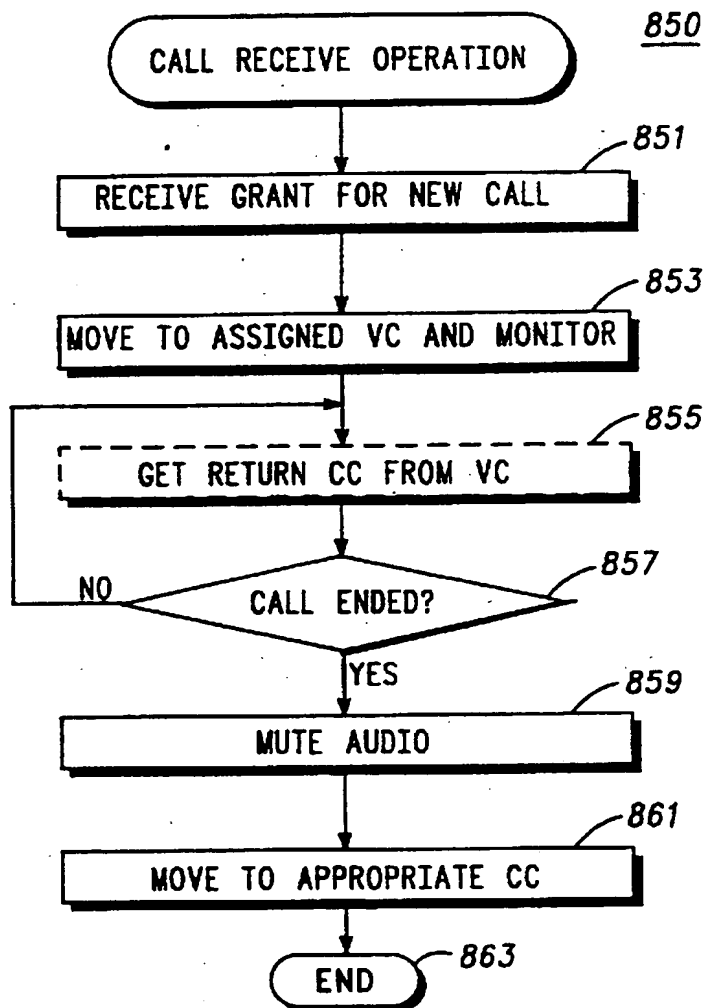 850
CALL RECEIVE OPERATION
851
RECEIVE GRANT FOR NEW CALL
853
MOVE TO ASSIGNED VC AND MONITOR
855
GET RETURN CC FROM VC
857
CALL ENDED?
NO
YES
859
MUTE AUDIO
861
MOVE TO APPROPRIATE CC
863
END